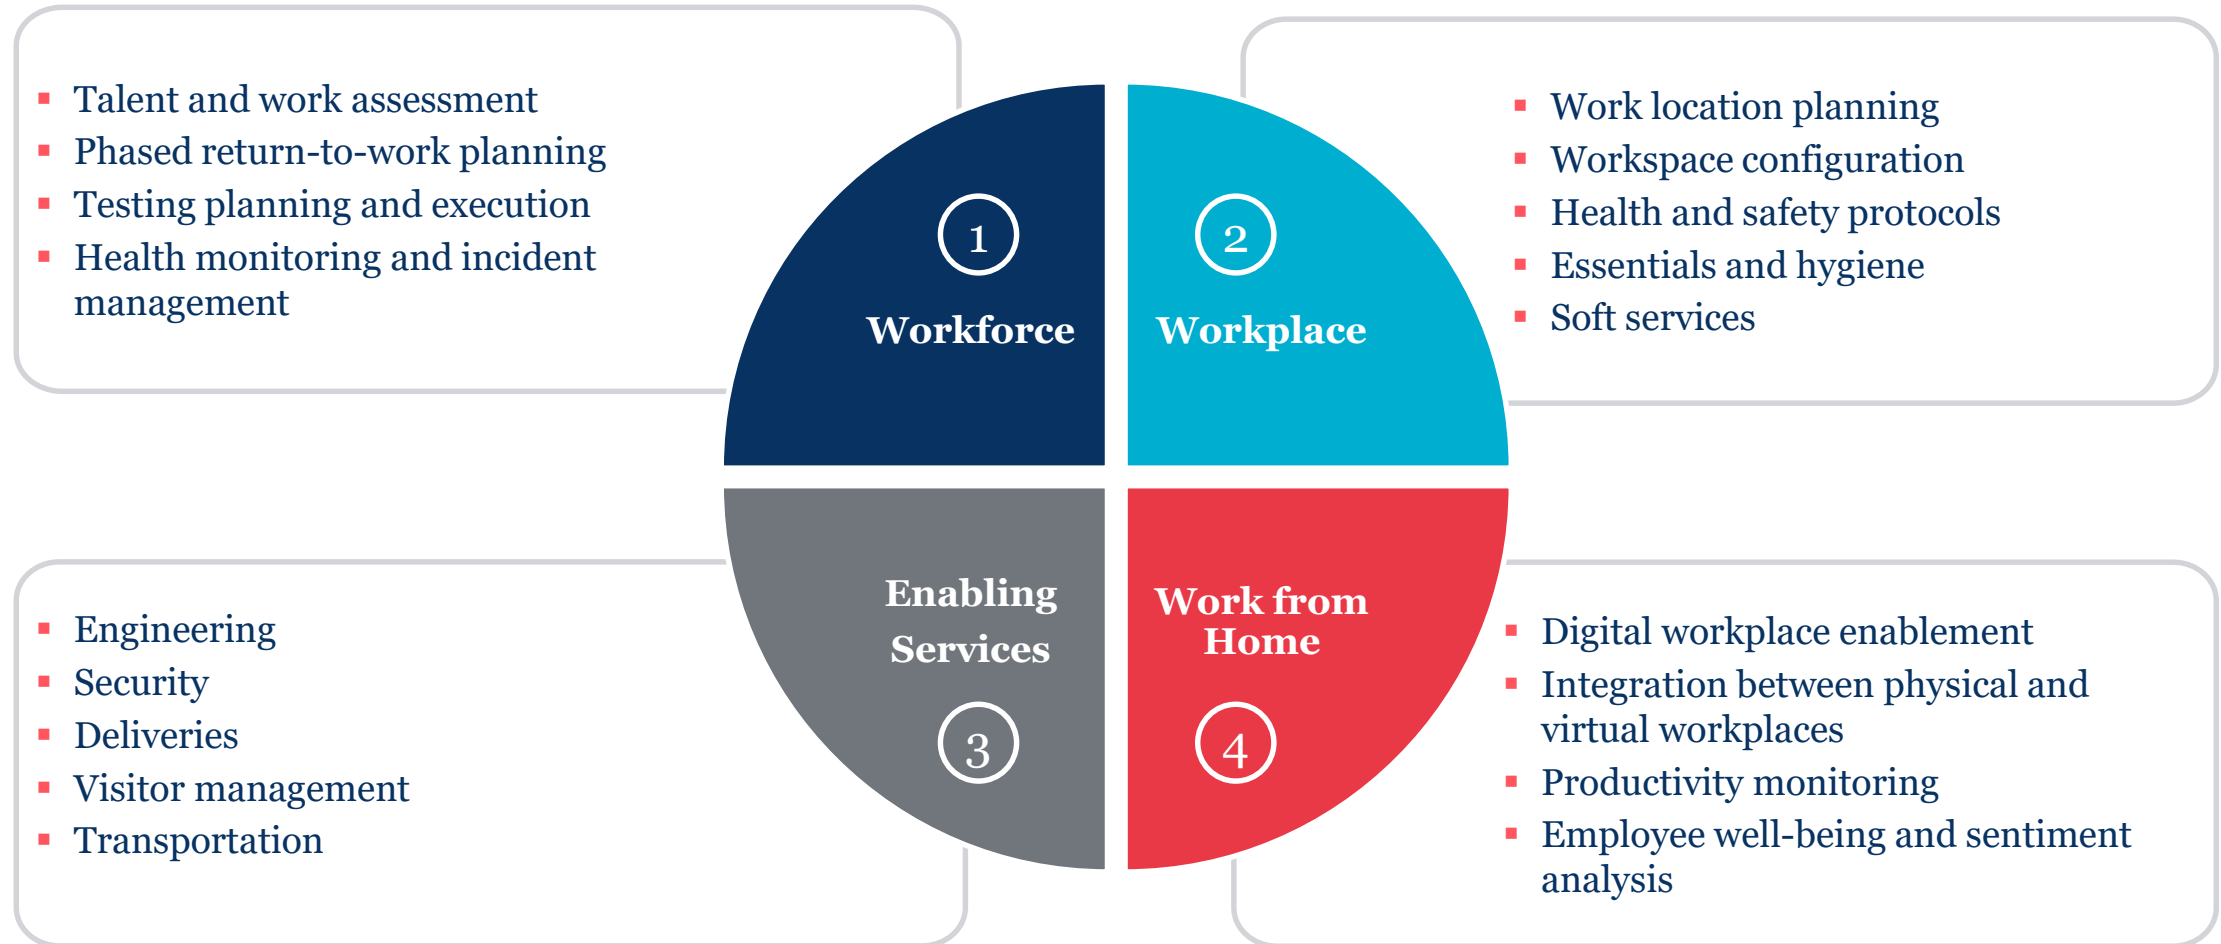 ▪ Talent and work assessment
▪ Phased return-to-work planning
▪ Testing planning and execution
▪ Health monitoring and incident
management
1
Workforce
2
Workplace
▪ Work location planning
▪ Workspace configuration
▪ Health and safety protocols
▪ Essentials and hygiene
▪ Soft services
▪ Engineering
▪ Security
▪ Deliveries
▪ Visitor management
▪ Transportation
Enabling
Services
3
Work from
Home
4
▪ Digital workplace enablement
▪ Integration between physical and
virtual workplaces
▪ Productivity monitoring
▪ Employee well-being and sentiment
analysis